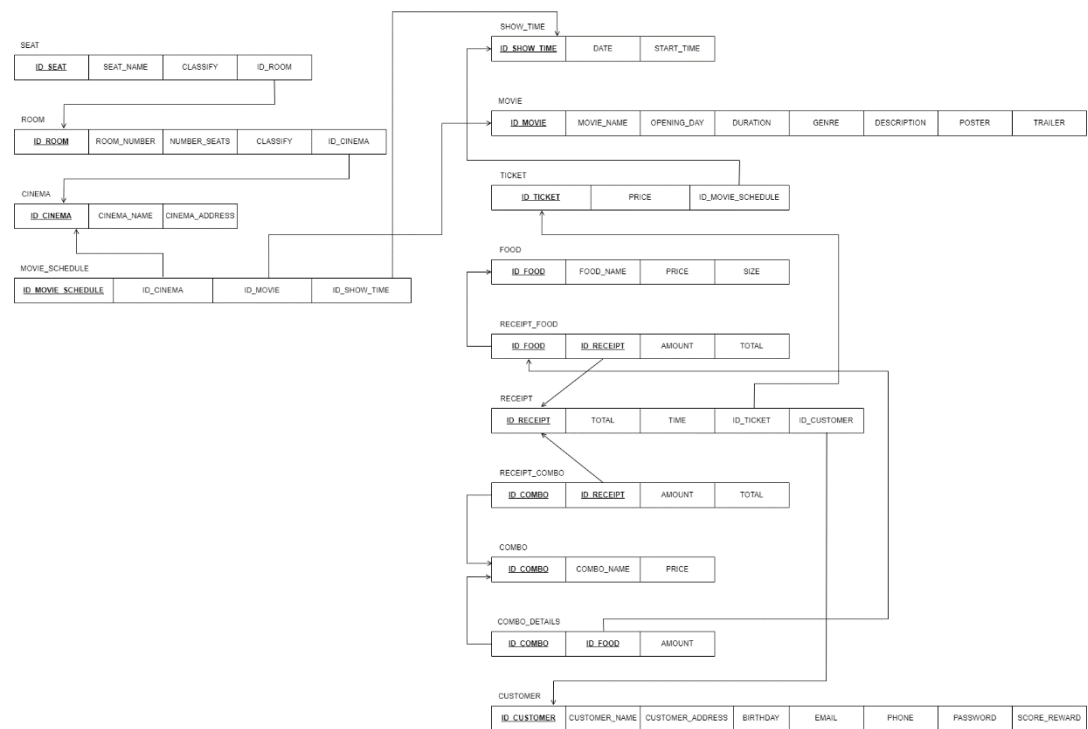 SEAT
ID_SEAT SEAT_NAME CLASSIFY ID_ROOM
ROOM
ID_ROOM ROOM_NUMBER NUMBER_SEATS CLASSIFY ID_CINEMA
CINEMA
ID_CINEMA CINEMA_NAME CINEMA_ADDRESS
MOVIE_SCHEDULE
ID_MOVIE_SCHEDULE ID_CINEMA ID_MOVIE ID_SHOW_TIME
SHOW_TIME
ID_SHOW_TIME DATE START_TIME
MOVIE
ID_MOVIE MOVIE_NAME OPENING_DAY DURATION GENRE DESCRIPTION POSTER TRAILER
TICKET
ID_TICKET PRICE ID_MOVIE_SCHEDULE
FOOD
ID_FOOD FOOD_NAME PRICE SIZE
RECEIPT_FOOD
ID_FOOD ID_RECEIPT AMOUNT TOTAL
RECEIPT
ID_RECEIPT TOTAL TIME ID_TICKET ID_CUSTOMER
RECEIPT_COMBO
ID_COMBO ID_RECEIPT AMOUNT TOTAL
COMBO
ID_COMBO COMBO_NAME PRICE
COMBO_DETAILS
ID_COMBO ID_FOOD AMOUNT
CUSTOMER
ID_CUSTOMER CUSTOMER_NAME CUSTOMER_ADDRESS BIRTHDAY EMAIL PHONE PASSWORD SCORE_REWARD